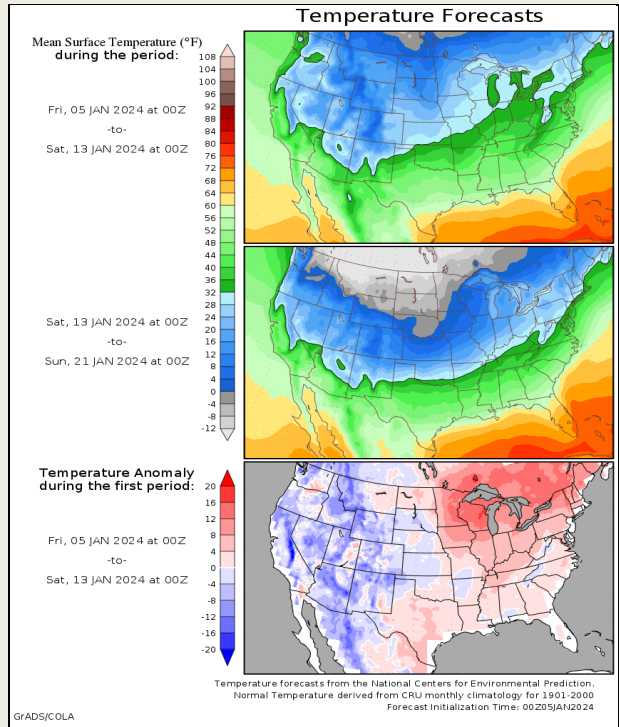 Temperature Forecasts
Mean Surface Temperature (°F)
during the period:
108
104
100
96
92
88
84
80
76
72
68
64
60
56
52
48
44
40
36
32
28
24
20
16
12
8
4
0
-4
-8
-12
Fri, 05 JAN 2024 at 00Z
-to-
Sat, 13 JAN 2024 at 00Z
Sat, 13 JAN 2024 at 00Z
-to-
Sun, 21 JAN 2024 at 00Z
Temperature Anomaly
during the first period:
20
16
12
8
4
0
-4
-8
-12
-16
-20
Fri, 05 JAN 2024 at 00Z
-to-
Sat, 13 JAN 2024 at 00Z
Temperature forecasts from the National Centers for Environmental Prediction.
Normal Temperature derived from CRU monthly climatology for 1901-2000
Forecast Initialization Time: 00Z05JAN2024
GrADS/COLA